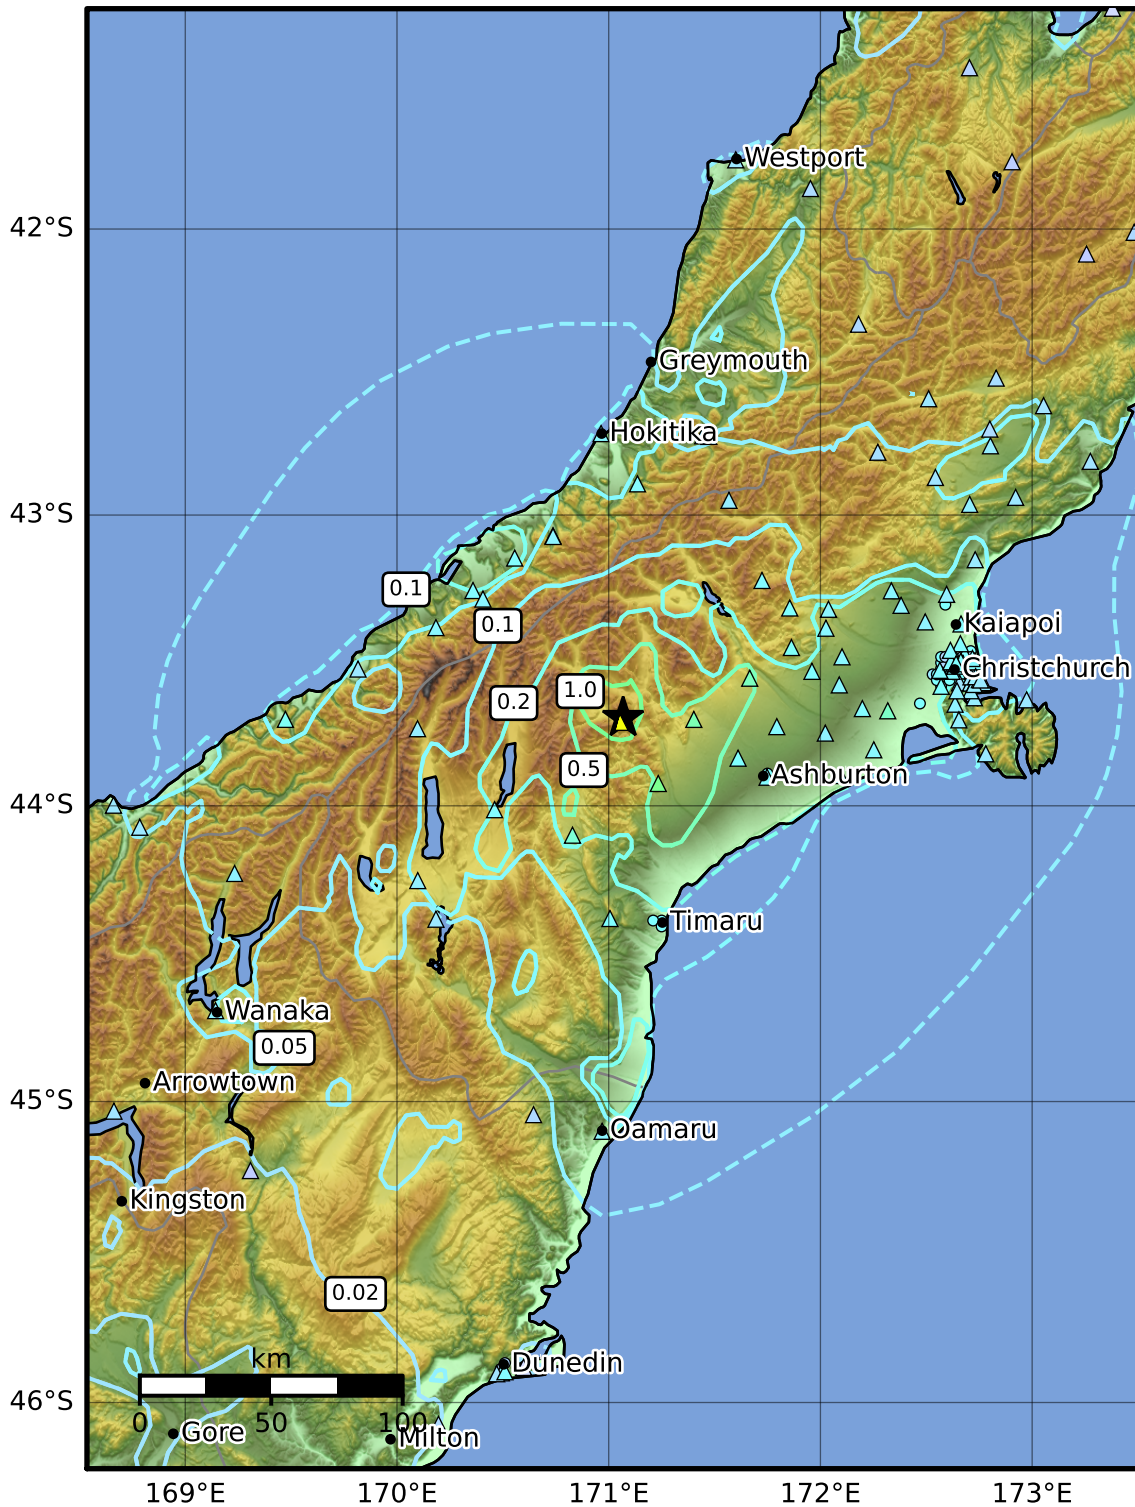 Westport
42°S
Greymouth
Hokitika
43°S
0.1
0.1
Kaiapoi
Christchurch
1.0
0.2
0.5
Ashburton
44°S
Timaru
Wanaka
0.05
Arrowtown
45°S
Oamaru
Kingston
0.02
km
Dunedin
46°S
0
50
100
Gore
Milton
169°E
170°E
171°E
172°E
173°E